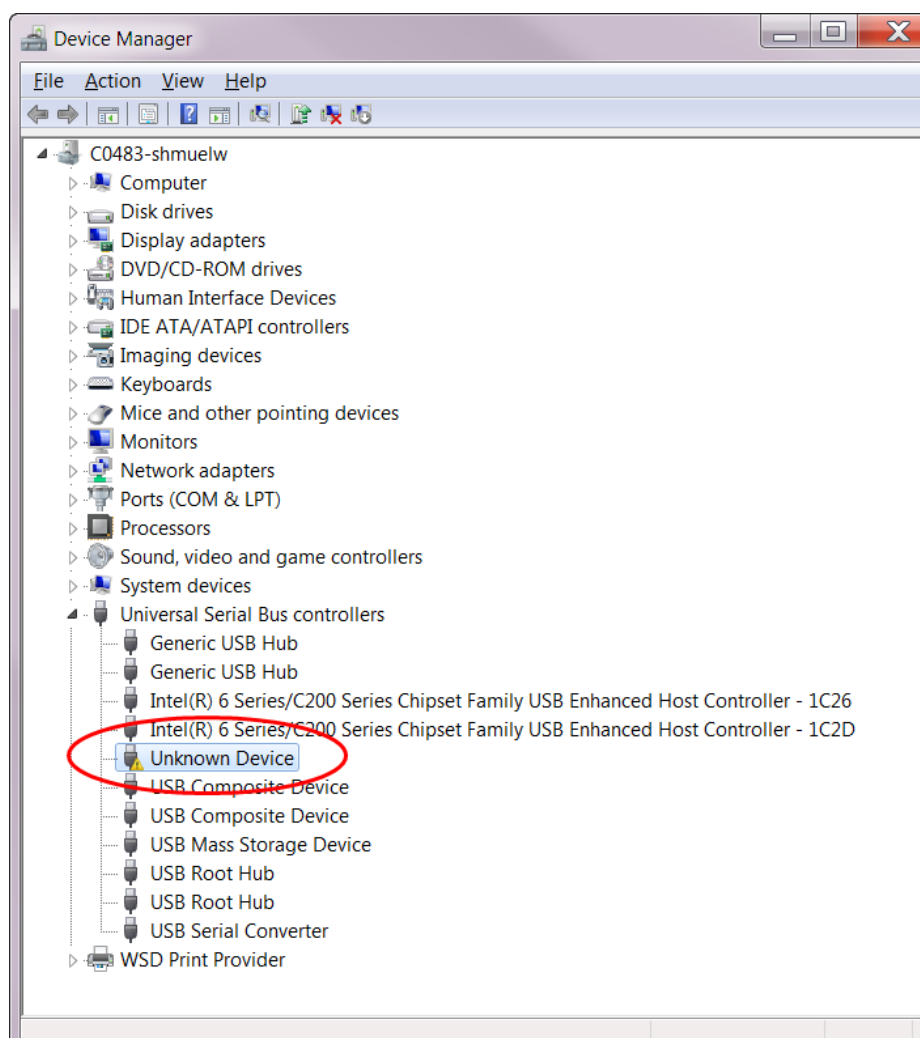 Device Manager
File Action View Help
C0483-shmuelw
Computer
Disk drives
Display adapters
DVD/CD-ROM drives
Human Interface Devices
IDE ATA/ATAPI controllers
Imaging devices
Keyboards
Mice and other pointing devices
Monitors
Network adapters
Ports (COM & LPT)
Processors
Sound, video and game controllers
System devices
Universal Serial Bus controllers
Generic USB Hub
Generic USB Hub
Intel(R) 6 Series/C200 Series Chipset Family USB Enhanced Host Controller - 1C26
Intel(R) 6 Series/C200 Series Chipset Family USB Enhanced Host Controller - 1C2D
Unknown Device
USB Composite Device
USB Composite Device
USB Mass Storage Device
USB Root Hub
USB Root Hub
USB Serial Converter
WSD Print Provider